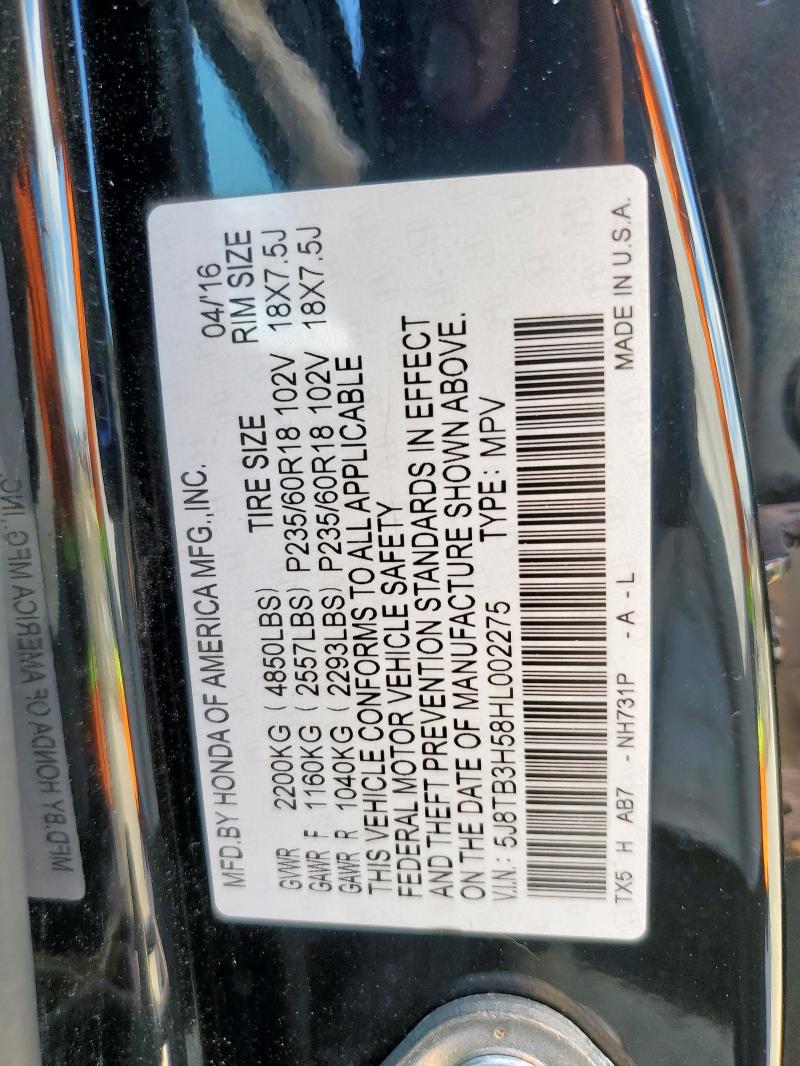 MFD.BY HONDA OF AMERICA MFG.,INC. 04/'16
TIRE SIZE RIM SIZE
GVWR 2200KG ( 4850LBS)
GAWR F 1160KG ( 2557LBS) P235/60R18 102V 18X7.5J
GAWR R 1040KG ( 2293LBS) P235/60R18 102V 18X7.5J
THIS VEHICLE CONFORMS TO ALL APPLICABLE
FEDERAL MOTOR VEHICLE SAFETY
AND THEFT PREVENTION STANDARDS IN EFFECT
ON THE DATE OF MANUFACTURE SHOWN ABOVE.
V.I.N.: 5J8TB3H58HL002275 TYPE: MPV
TX5 H AB7 - NH731P - A - L MADE IN U.S.A.
MFD.BY HONDA OF AMERICA MFG.,INC.